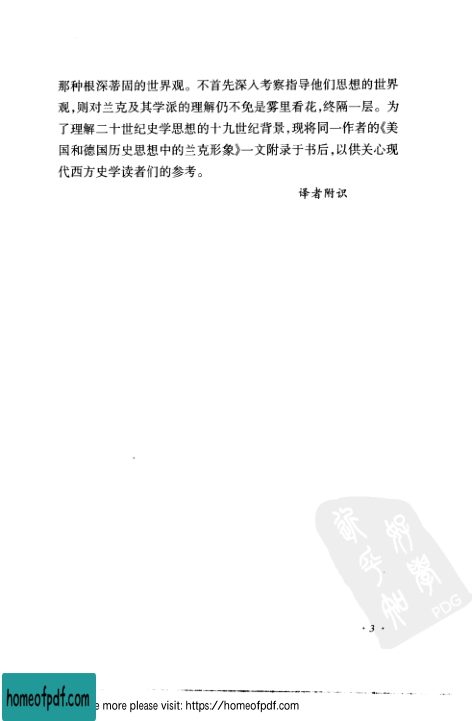 那种根深蒂固的世界观。不首先深入考察指导他们思想的世界
观,则对兰克及其学派的理解仍不免是雾里看花,终隔一层。为
了理解二十世纪史学思想的十九世纪背景,现将同一作者的《美
国和德国历史思想中的兰克形象》一文附录于书后,以供关心现
代西方史学读者们的参考。
译者附识
PDG
·3·
homeofpdf.com
e more please visit: https://homeofpdf.com